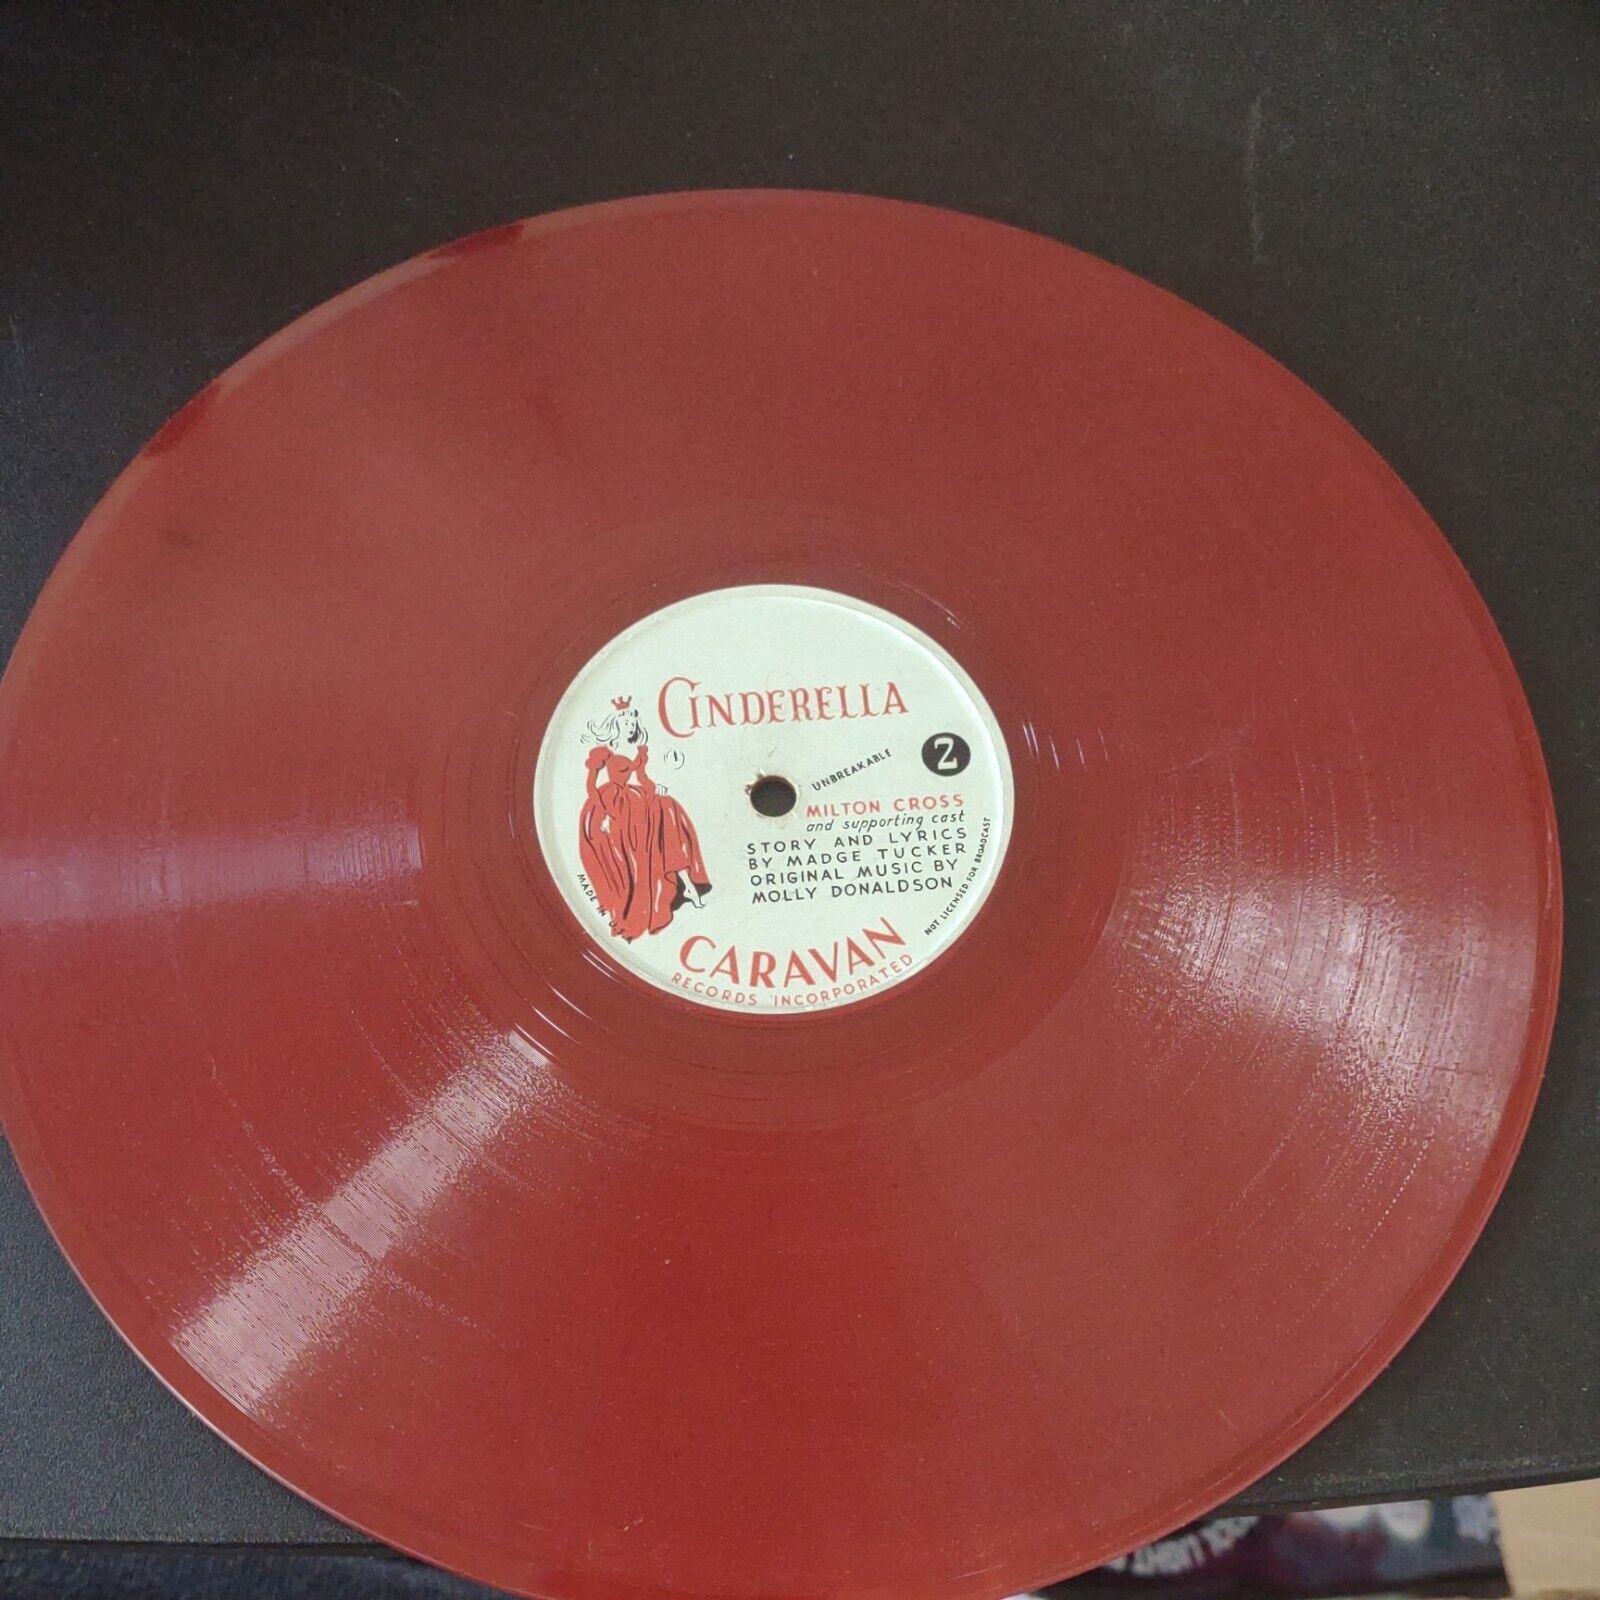 CINDERELLA
UNBREAKABLE
2
MILTON CROSS
and supporting cast
STORY AND LYRICS
BY MADGE TUCKER
ORIGINAL MUSIC BY
MOLLY DONALDSON
NOT LICENSED FOR BROADCAST
MADE IN U.S.A
CARAVAN
RECORDS INCORPORATED
LIGHT